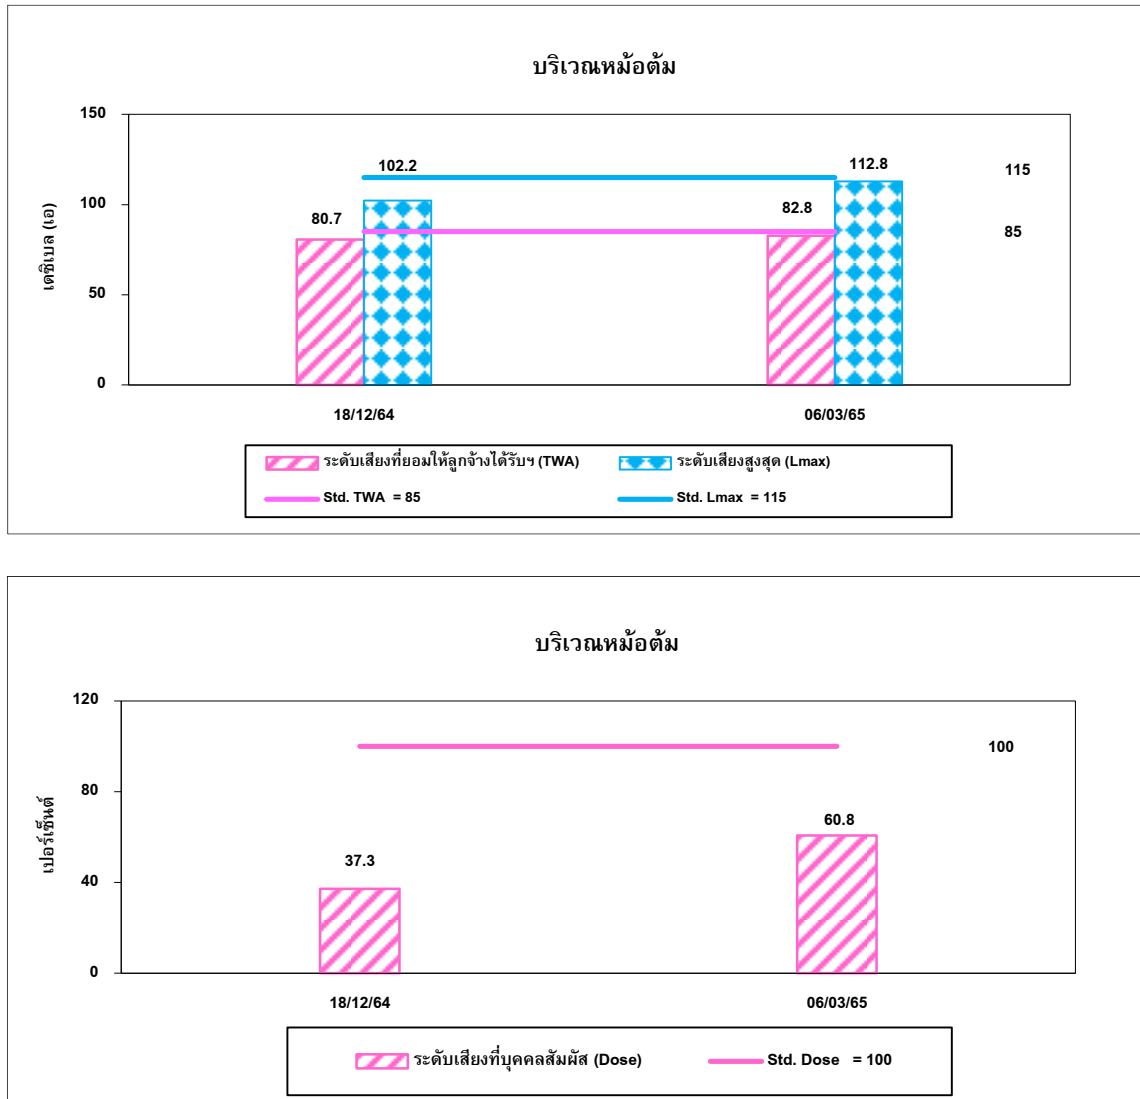 บริเวณหม้อต้ม
150
100
50
0
เดซิเบล (เอ)
80.7
102.2
82.8
112.8
115
85
18/12/64
06/03/65
ระดับเสียงที่ยอมให้ลูกจ้างได้รับฯ (TWA)
ระดับเสียงสูงสุด (Lmax)
Std. TWA = 85
Std. Lmax = 115
บริเวณหม้อต้ม
120
80
40
0
เปอร์เซ็นต์
37.3
60.8
100
18/12/64
06/03/65
ระดับเสียงที่บุคคลสัมผัส (Dose)
Std. Dose = 100